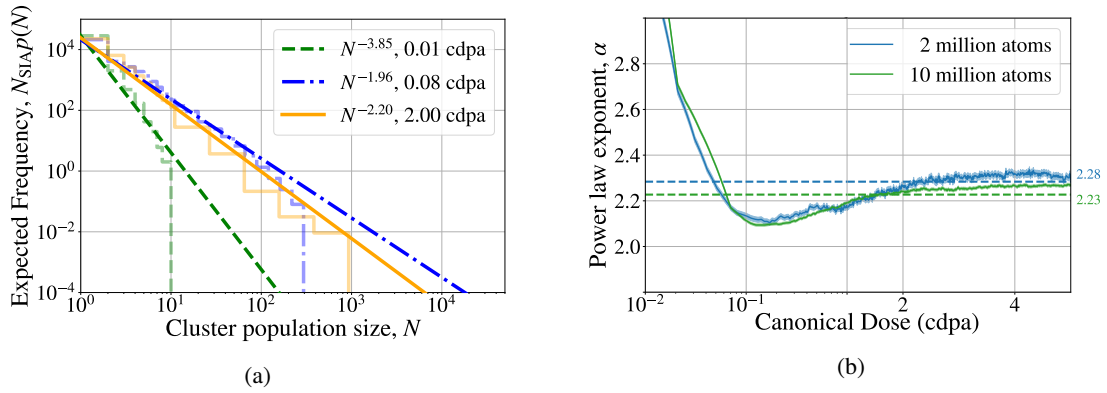 Expected Frequency, N_SIA p(N)
10^4
10^2
10^0
10^−2
10^−4
N^−3.85, 0.01 cdpa
N^−1.96, 0.08 cdpa
N^−2.20, 2.00 cdpa
10^0 10^1 10^2 10^3 10^4
Cluster population size, N
(a)
Power law exponent, α
2.8
2.6
2.4
2.2
2.0
2 million atoms
10 million atoms
2.28
2.23
10^−2 10^−1 2 4
Canonical Dose (cdpa)
(b)